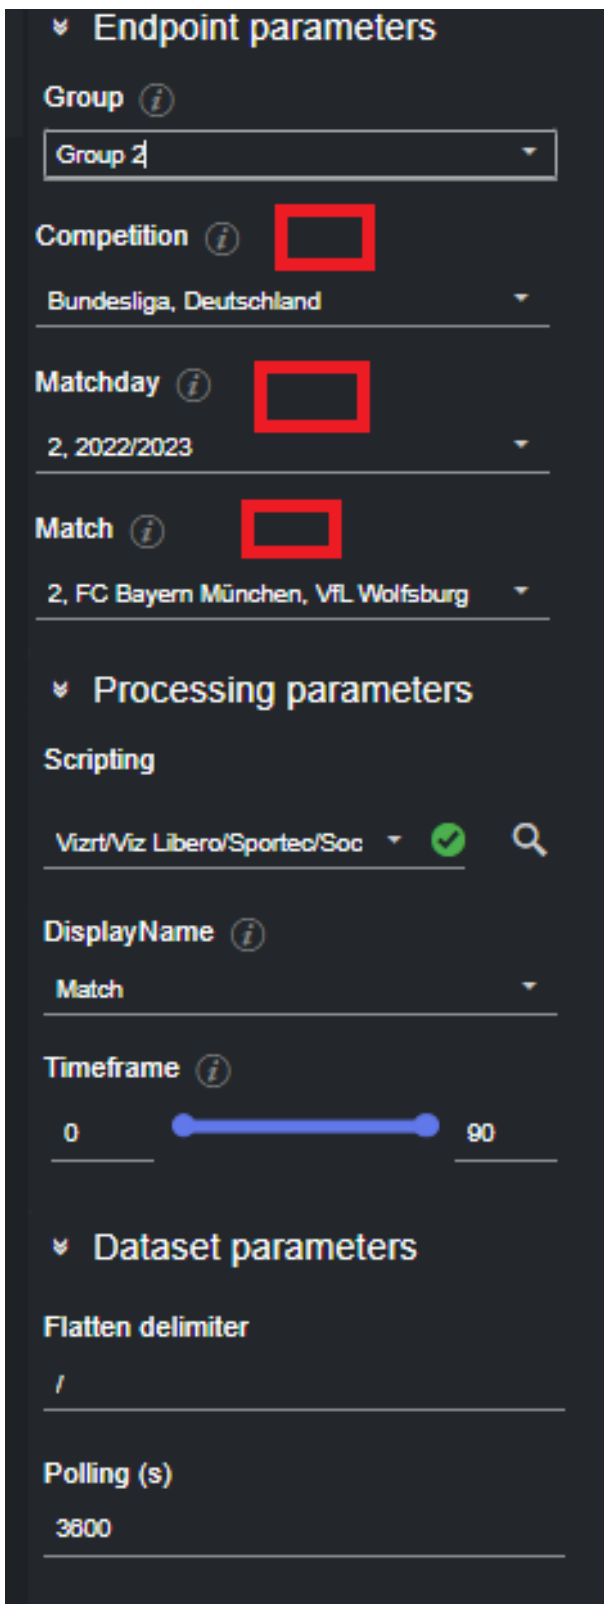 Endpoint parameters
Group
Group 2
Competition
Bundesliga, Deutschland
Matchday
2, 2022/2023
Match
2, FC Bayern München, VfL Wolfsburg
Processing parameters
Scripting
Vizrt/Viz Libero/Sportec/Soc
DisplayName
Match
Timeframe
0 90
Dataset parameters
Flatten delimiter
/
Polling (s)
3600